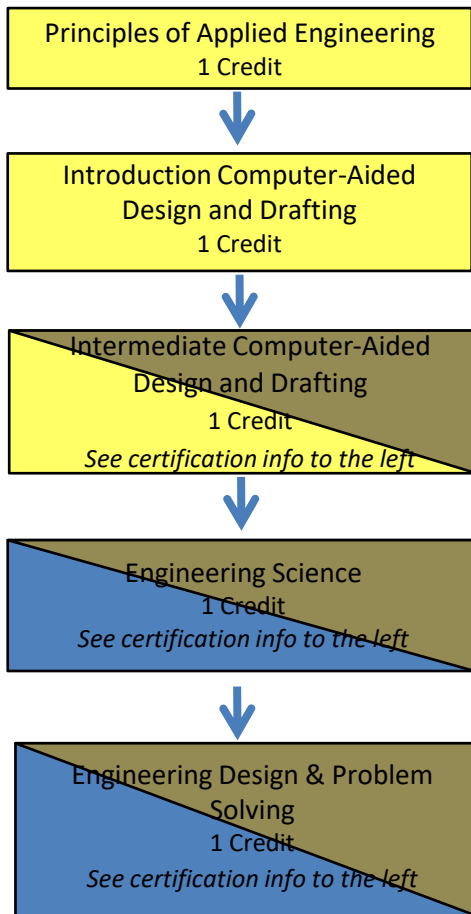 Principles of Applied Engineering
1 Credit
Introduction Computer-Aided
Design and Drafting
1 Credit
Intermediate Computer-Aided
Design and Drafting
1 Credit
See certification info to the left
Engineering Science
1 Credit
See certification info to the left
Engineering Design & Problem
Solving
1 Credit
See certification info to the left